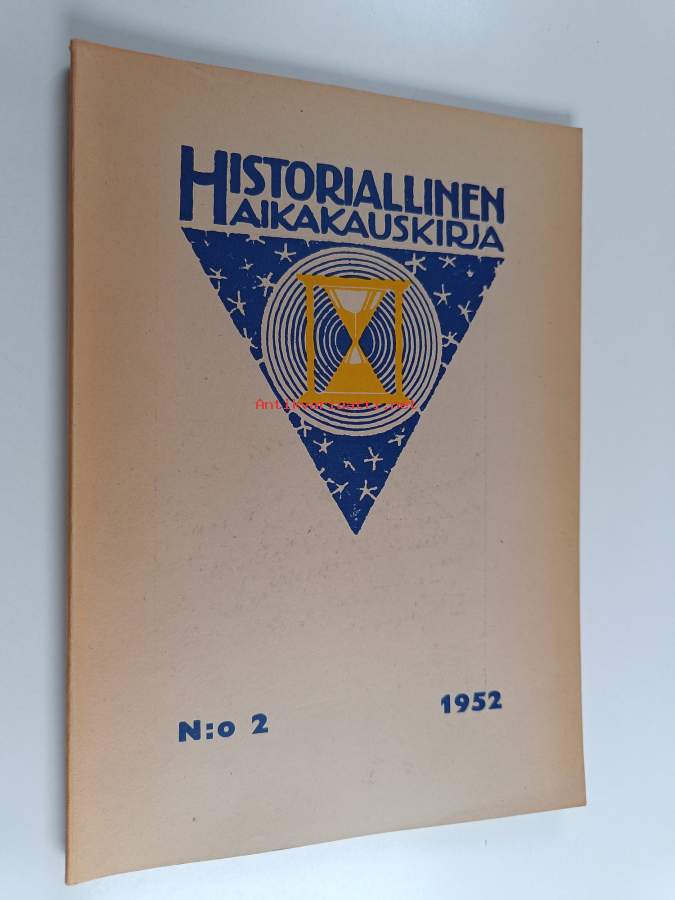 HISTORIALLINEN
AIKAKAUSKIRJA
Antikvariaatti.net
N:o 2
1952